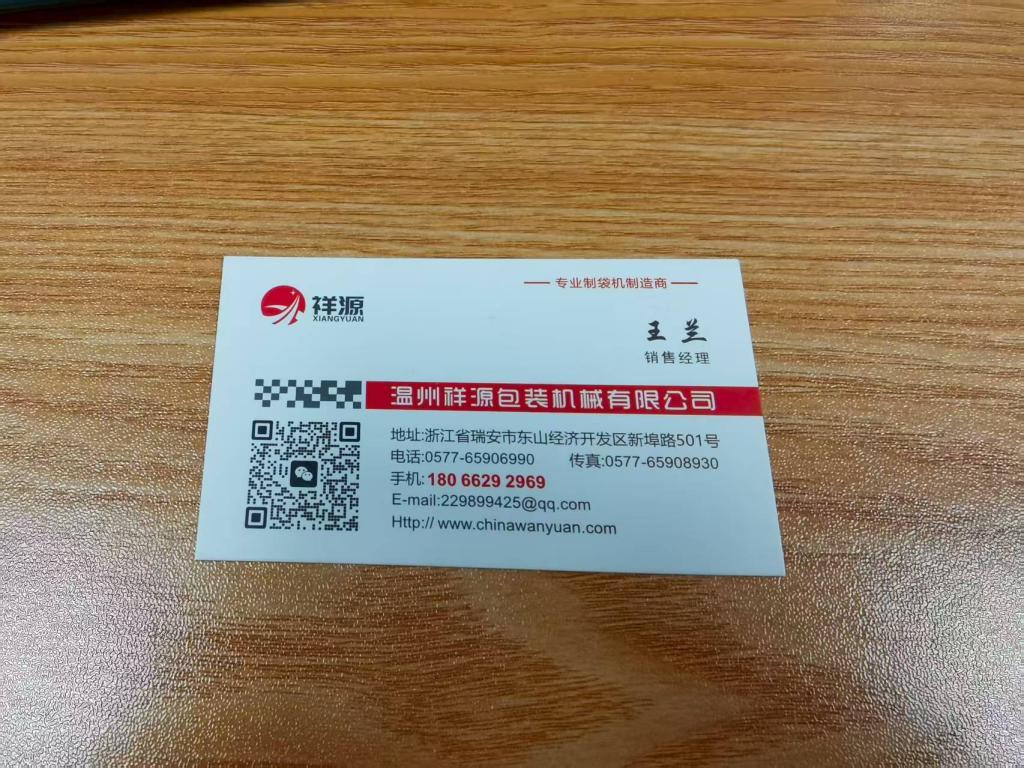 祥源
XIANGYUAN
专业制袋机制造商
王兰
销售经理
温州祥源包装机械有限公司
地址:浙江省瑞安市东山经济开发区新埠路501号
电话:0577-65906990 传真:0577-65908930
手机:180 6629 2969
E-mail:229899425@qq.com
Http:// www.chinawanyuan.com